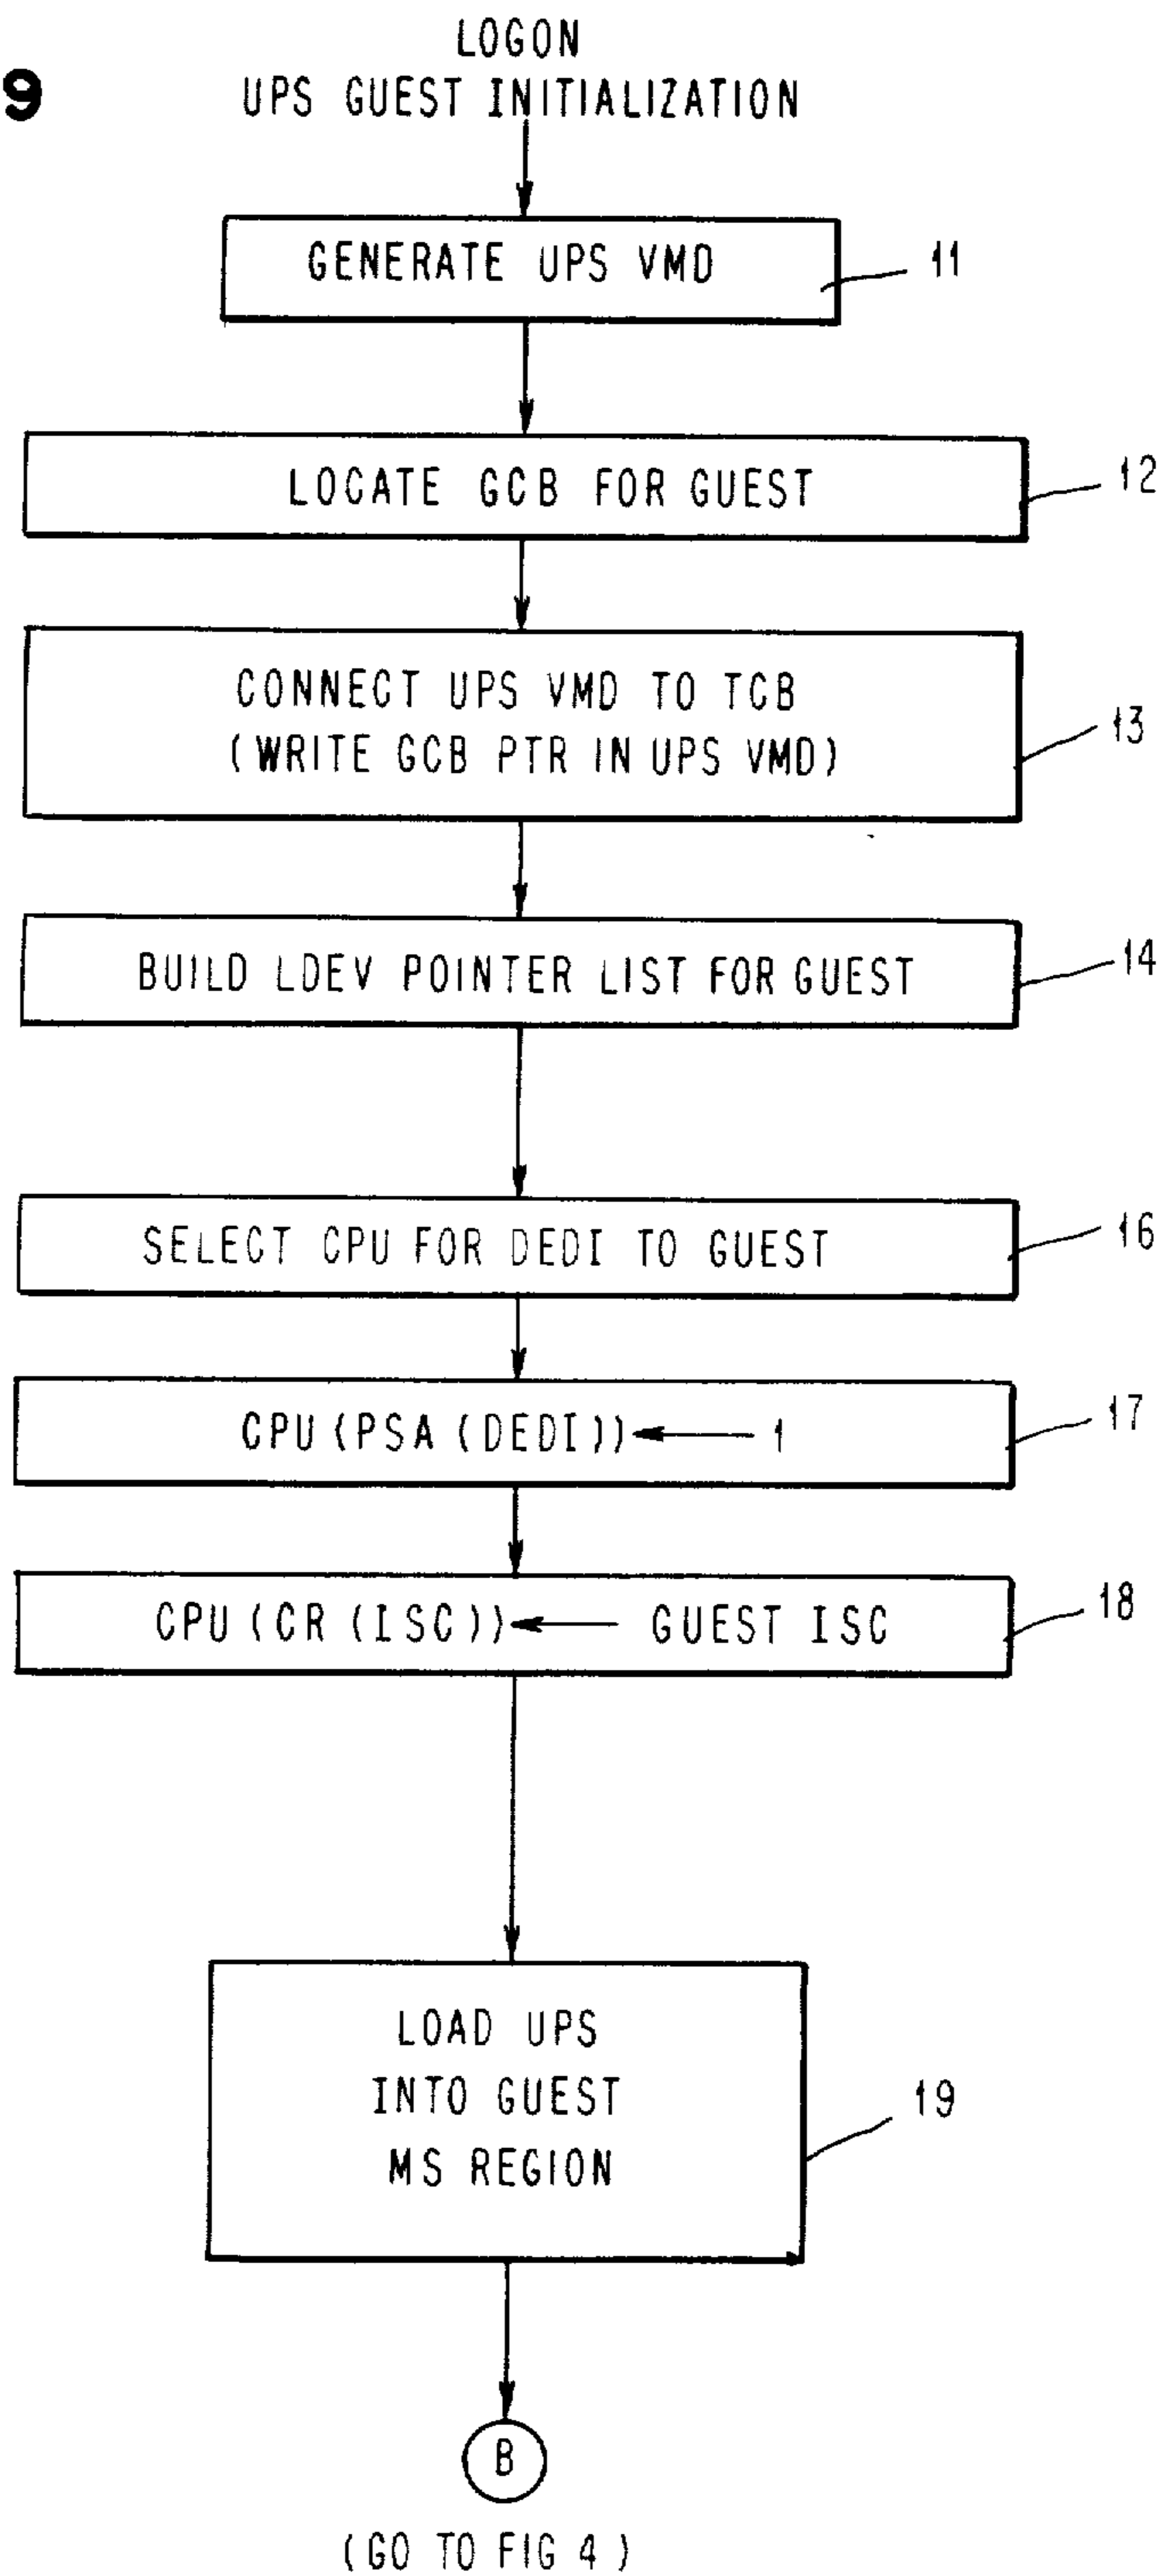 9
LOGON
UPS GUEST INITIALIZATION
GENERATE UPS VMD
11
LOCATE GCB FOR GUEST
12
CONNECT UPS VMD TO TCB
(WRITE GCB PTR IN UPS VMD)
13
BUILD LDEV POINTER LIST FOR GUEST
14
SELECT CPU FOR DEDI TO GUEST
16
CPU (PSA (DEDI)) ← 1
17
CPU (CR (ISC)) ← GUEST ISC
18
LOAD UPS
INTO GUEST
MS REGION
19
B
(GO TO FIG 4)